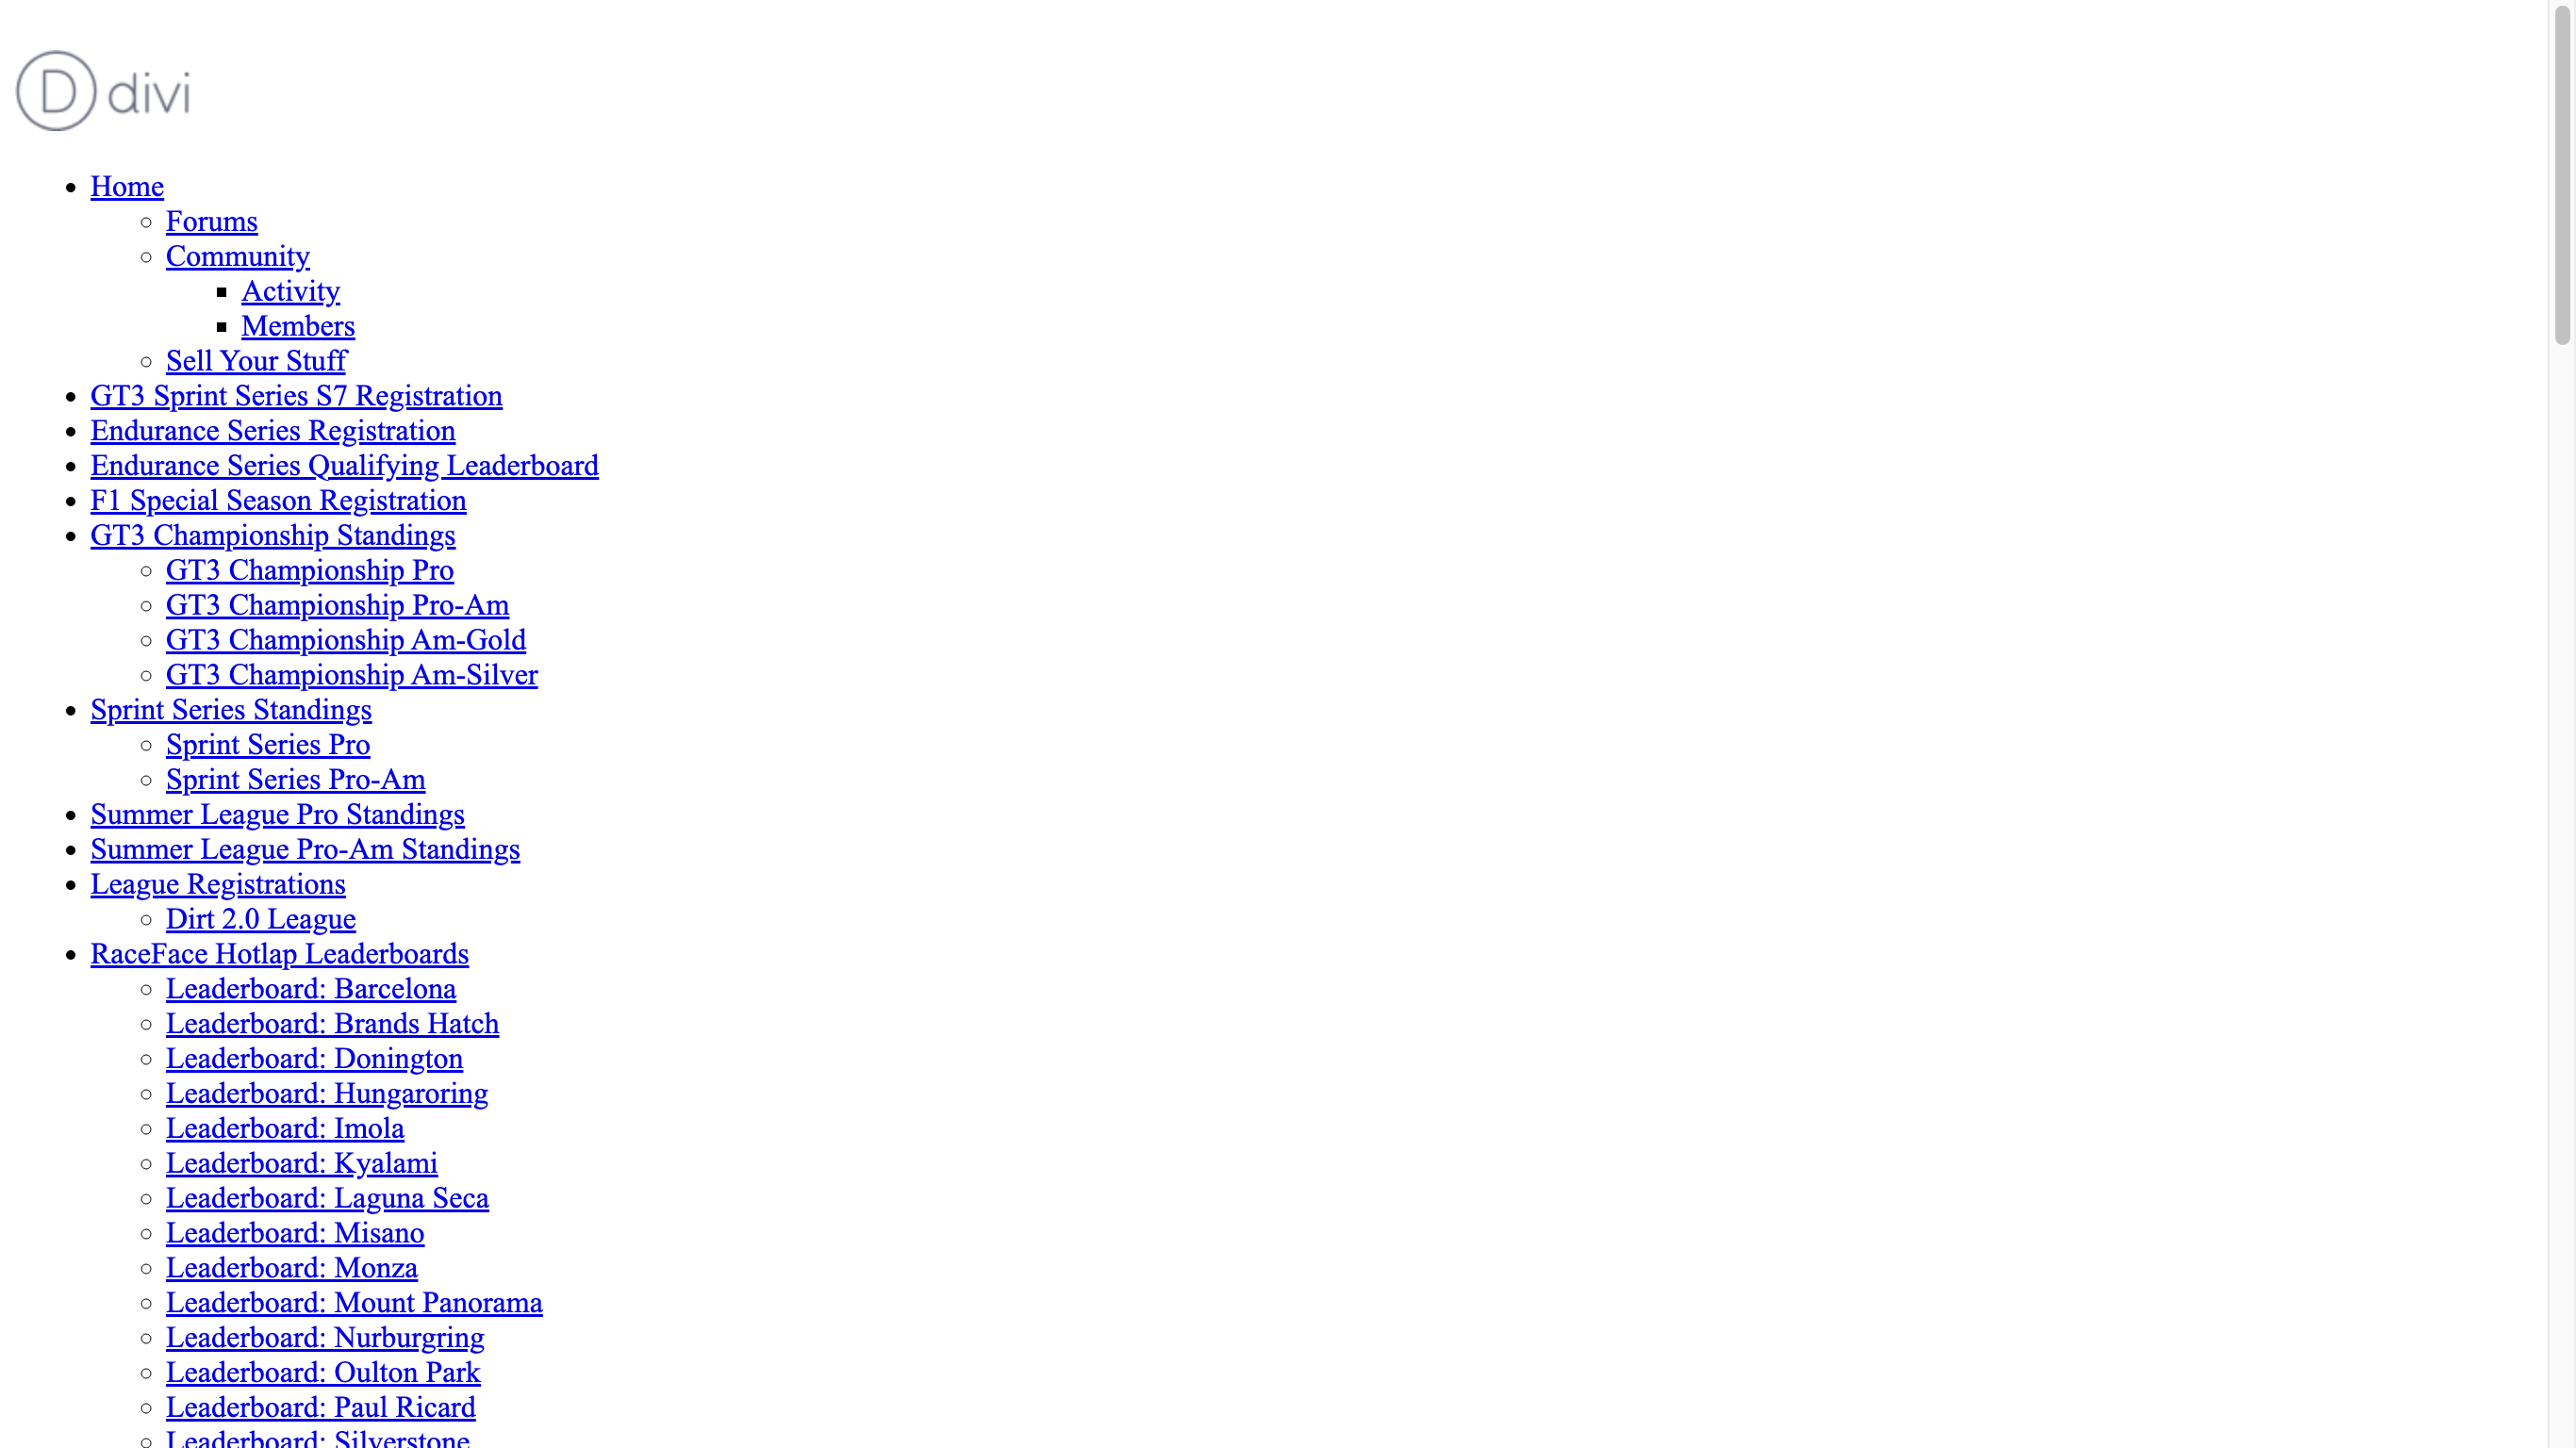 D divi
Home
Forums
Community
Activity
Members
Sell Your Stuff
GT3 Sprint Series S7 Registration
Endurance Series Registration
Endurance Series Qualifying Leaderboard
F1 Special Season Registration
GT3 Championship Standings
GT3 Championship Pro
GT3 Championship Pro-Am
GT3 Championship Am-Gold
GT3 Championship Am-Silver
Sprint Series Standings
Sprint Series Pro
Sprint Series Pro-Am
Summer League Pro Standings
Summer League Pro-Am Standings
League Registrations
Dirt 2.0 League
RaceFace Hotlap Leaderboards
Leaderboard: Barcelona
Leaderboard: Brands Hatch
Leaderboard: Donington
Leaderboard: Hungaroring
Leaderboard: Imola
Leaderboard: Kyalami
Leaderboard: Laguna Seca
Leaderboard: Misano
Leaderboard: Monza
Leaderboard: Mount Panorama
Leaderboard: Nurburgring
Leaderboard: Oulton Park
Leaderboard: Paul Ricard
Leaderboard: Silverstone